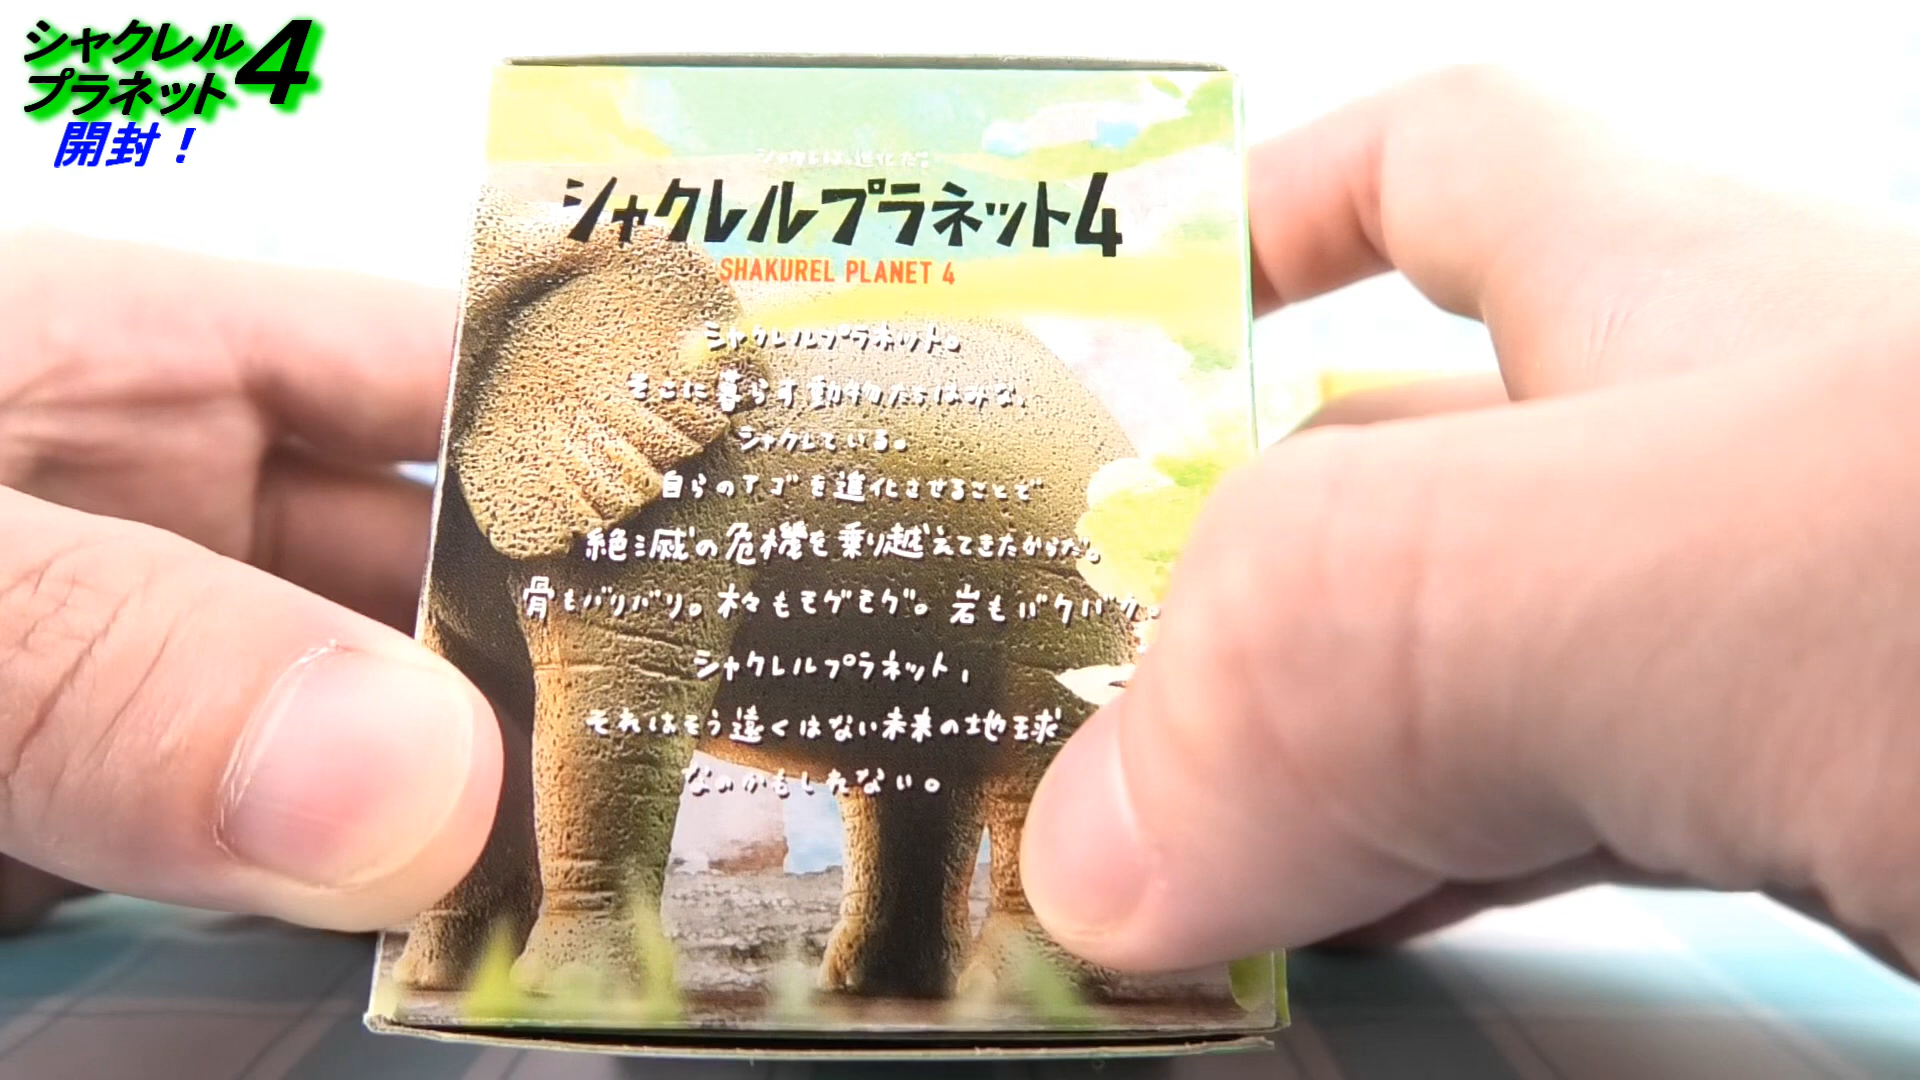 シャクレル
プラネット4
開封！
シャクレは、進化だ。
シャクレルプラネット4
SHAKUREL PLANET 4
シャクレルプラネット。
そこに暮らす動物たちはみな、
シャクレている。
自らのアゴを進化させることで
絶滅の危機を乗り越えてきたからだ。
骨もバリバリ。木々もモグモグ。岩もバクバク。
シャクレルプラネット、
それはそう遠くはない未来の地球
なのかもしれない。